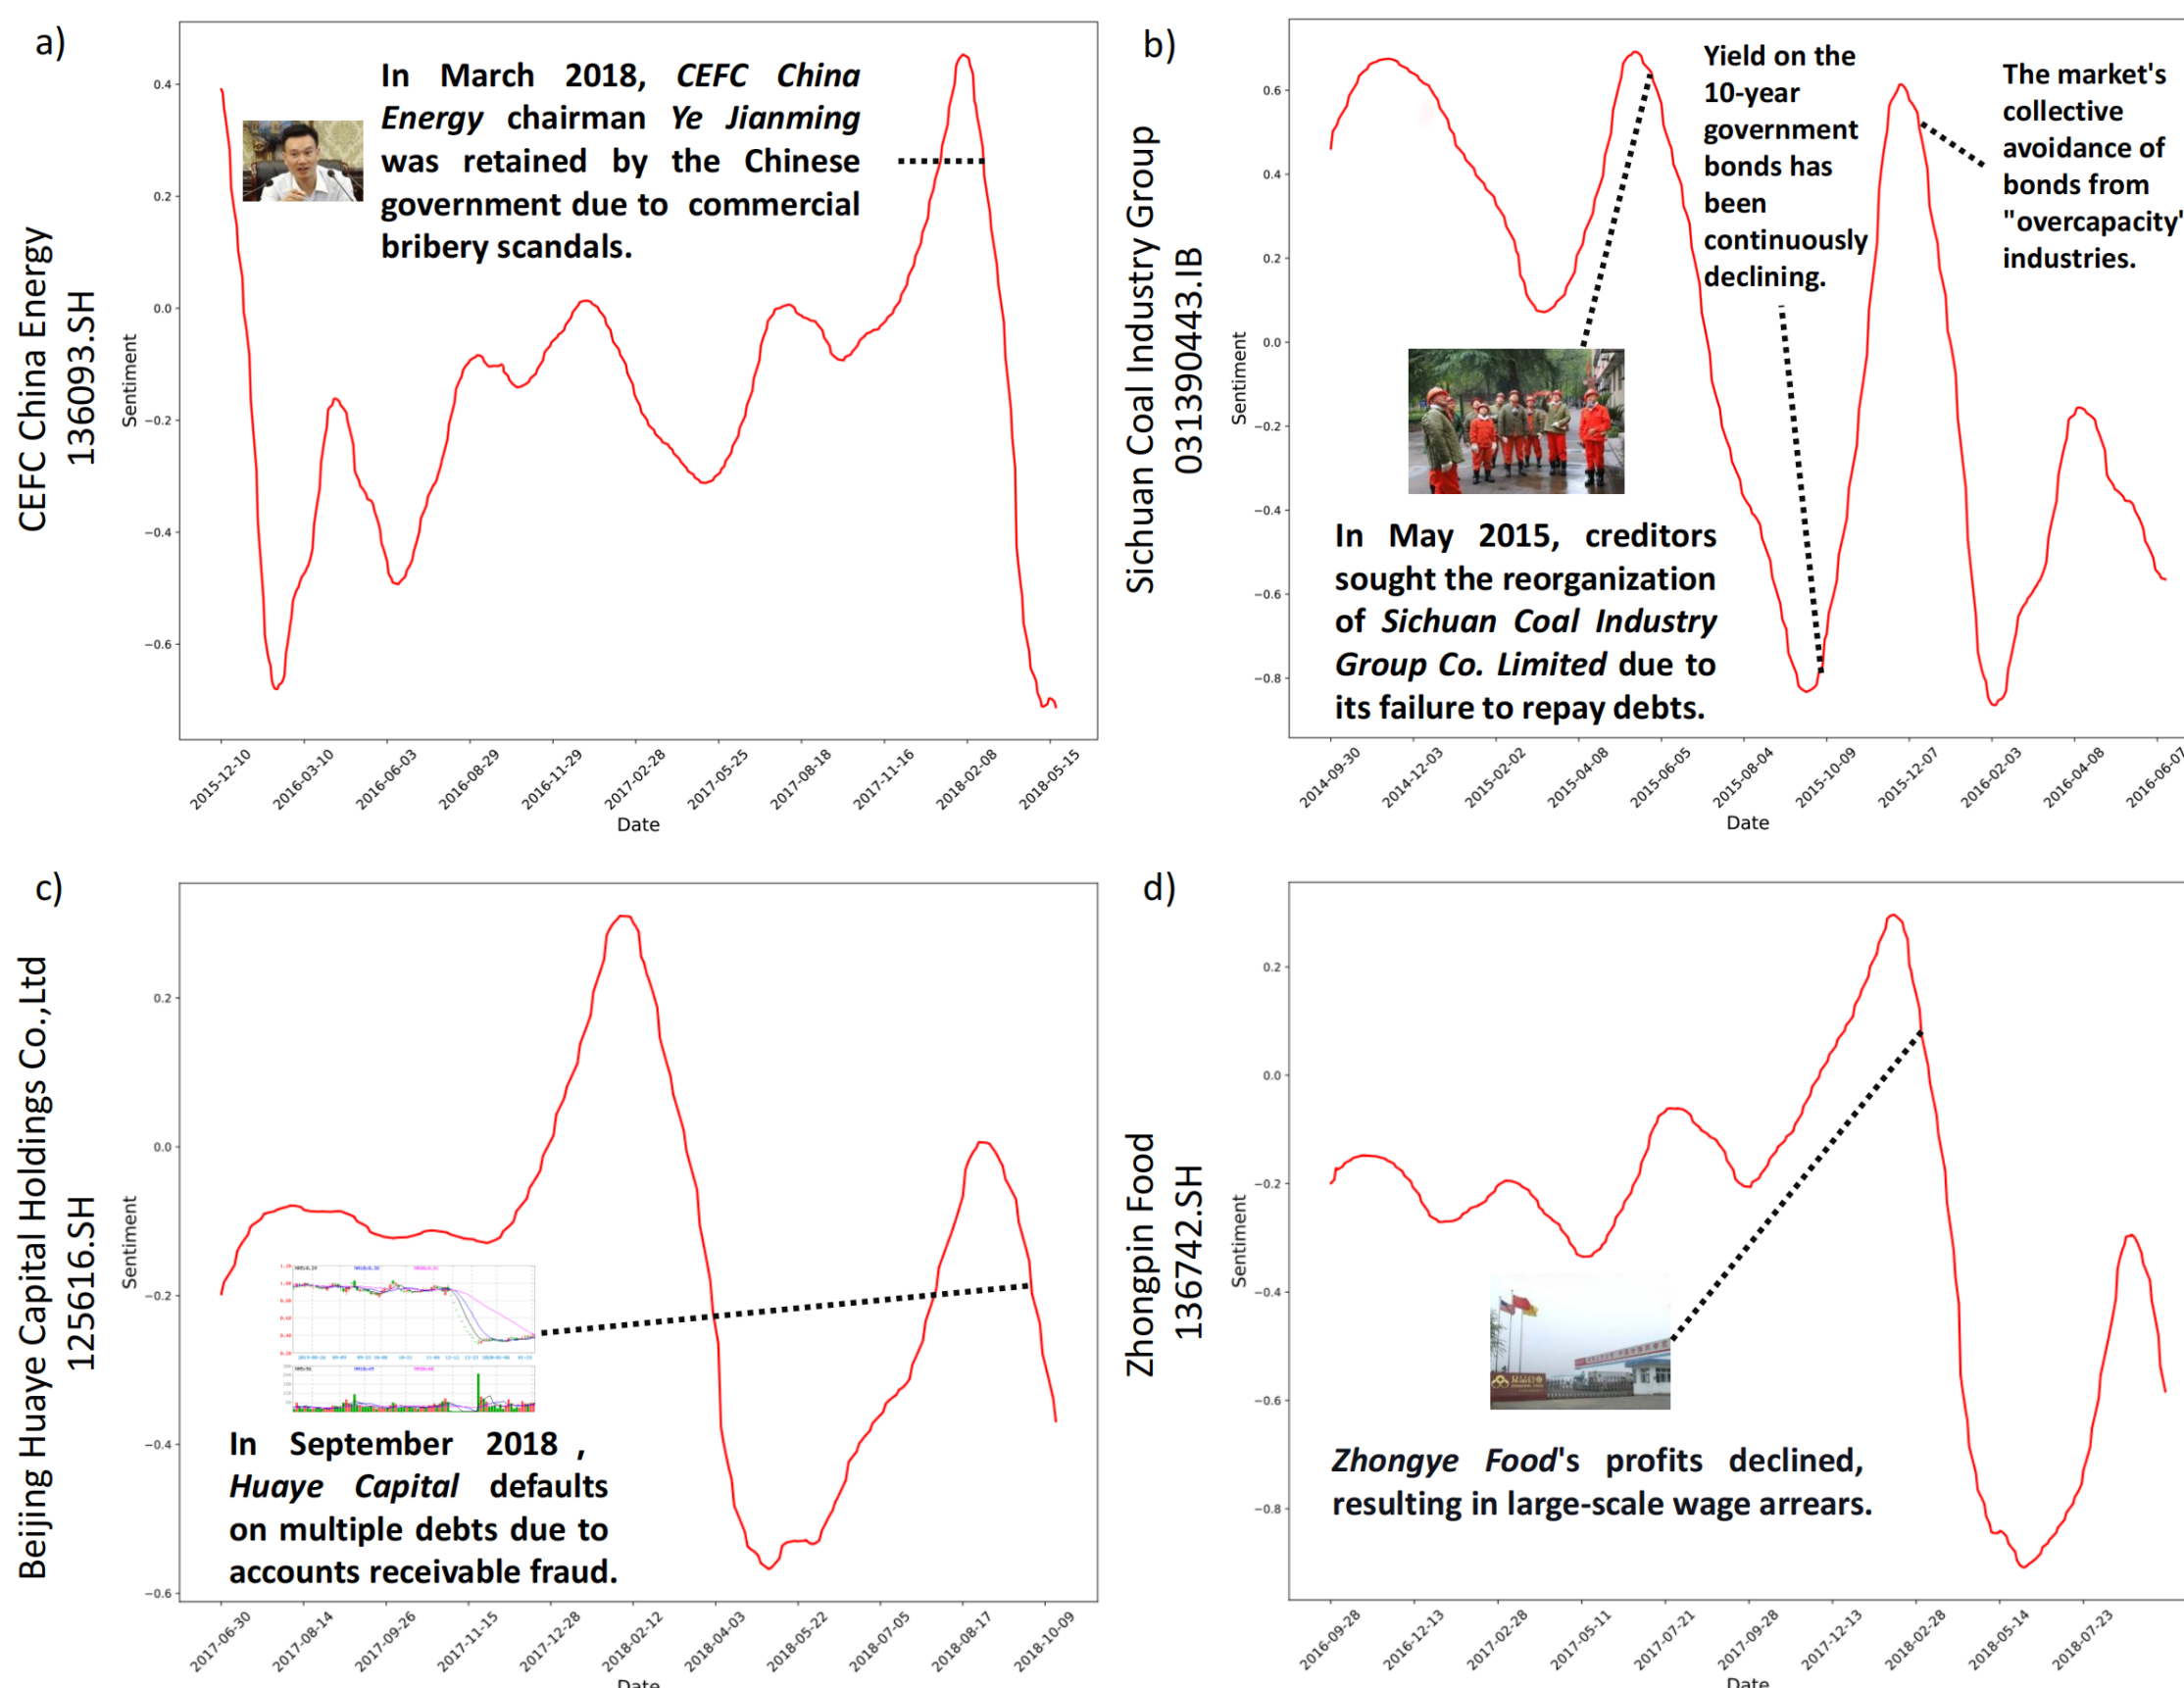 a)
CEFC China Energy
136093.SH
Sentiment
0.4
0.2
0.0
−0.2
−0.4
−0.6
In March 2018, CEFC China
Energy chairman Ye Jianming
was retained by the Chinese
government due to commercial
bribery scandals.
2015-12-10
2016-03-10
2016-06-03
2016-08-29
2016-11-29
2017-02-28
2017-05-25
2017-08-18
2017-11-16
2018-02-08
2018-05-15
Date
b)
Sichuan Coal Industry Group
031390443.IB
Sentiment
0.6
0.4
0.2
0.0
−0.2
−0.4
−0.6
−0.8
Yield on the
10-year
government
bonds has
been
continuously
declining.
The market's
collective
avoidance of
bonds from
"overcapacity"
industries.
In May 2015, creditors
sought the reorganization
of Sichuan Coal Industry
Group Co. Limited due to
its failure to repay debts.
2014-09-30
2014-12-03
2015-02-02
2015-04-08
2015-06-05
2015-08-04
2015-10-09
2015-12-07
2016-02-03
2016-04-08
2016-06-07
Date
c)
Beijing Huaye Capital Holdings Co.,Ltd
125616.SH
Sentiment
0.2
0.0
−0.2
−0.4
−0.6
In September 2018 ,
Huaye Capital defaults
on multiple debts due to
accounts receivable fraud.
2017-06-30
2017-08-14
2017-09-26
2017-11-15
2017-12-28
2018-02-12
2018-04-03
2018-05-22
2018-07-05
2018-08-17
2018-10-09
Date
d)
Zhongpin Food
136742.SH
Sentiment
0.2
0.0
−0.2
−0.4
−0.6
−0.8
Zhongye Food's profits declined,
resulting in large-scale wage arrears.
2016-09-28
2016-12-13
2017-02-28
2017-05-11
2017-07-21
2017-09-28
2017-12-13
2018-02-28
2018-05-14
2018-07-23
Date